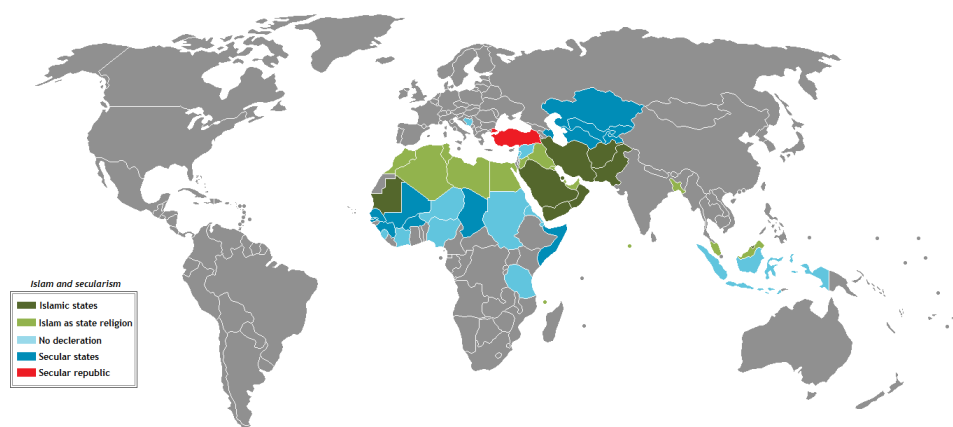 Islam and secularism
Islamic states
Islam as state religion
No decleration
Secular states
Secular republic